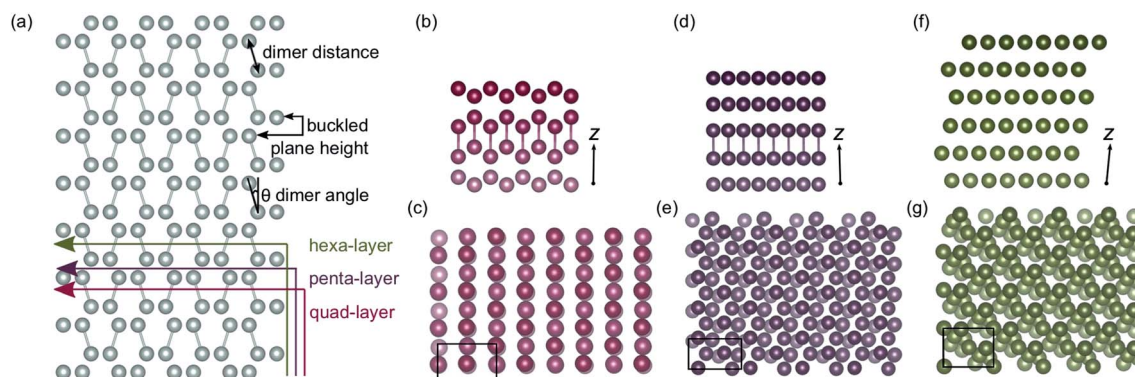 (a)
dimer distance
buckled
plane height
θ dimer angle
hexa-layer
penta-layer
quad-layer
(b)
z
(c)
(d)
z
(e)
(f)
z
(g)